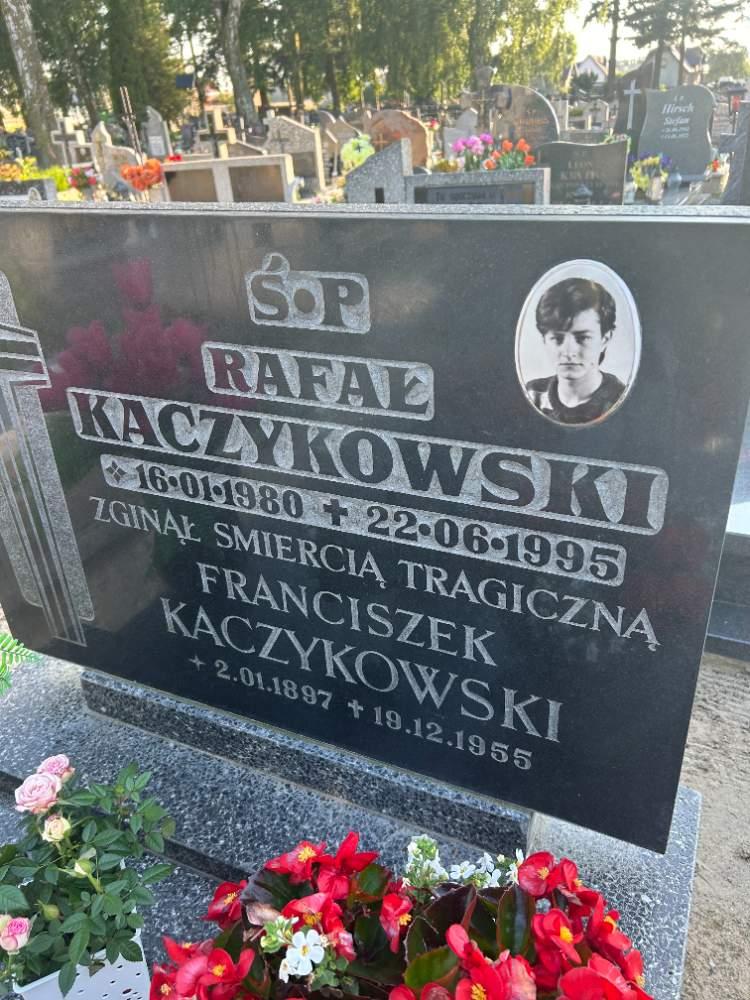 Ś•P
RAFAŁ
KACZYKOWSKI
16•01•1980 ✝ 22•06•1995
ZGINĄŁ SMIERCIĄ TRAGICZNĄ
FRANCISZEK
KACZYKOWSKI
2.01.1897 ✝ 19.12.1955
Hirsch
Stefan